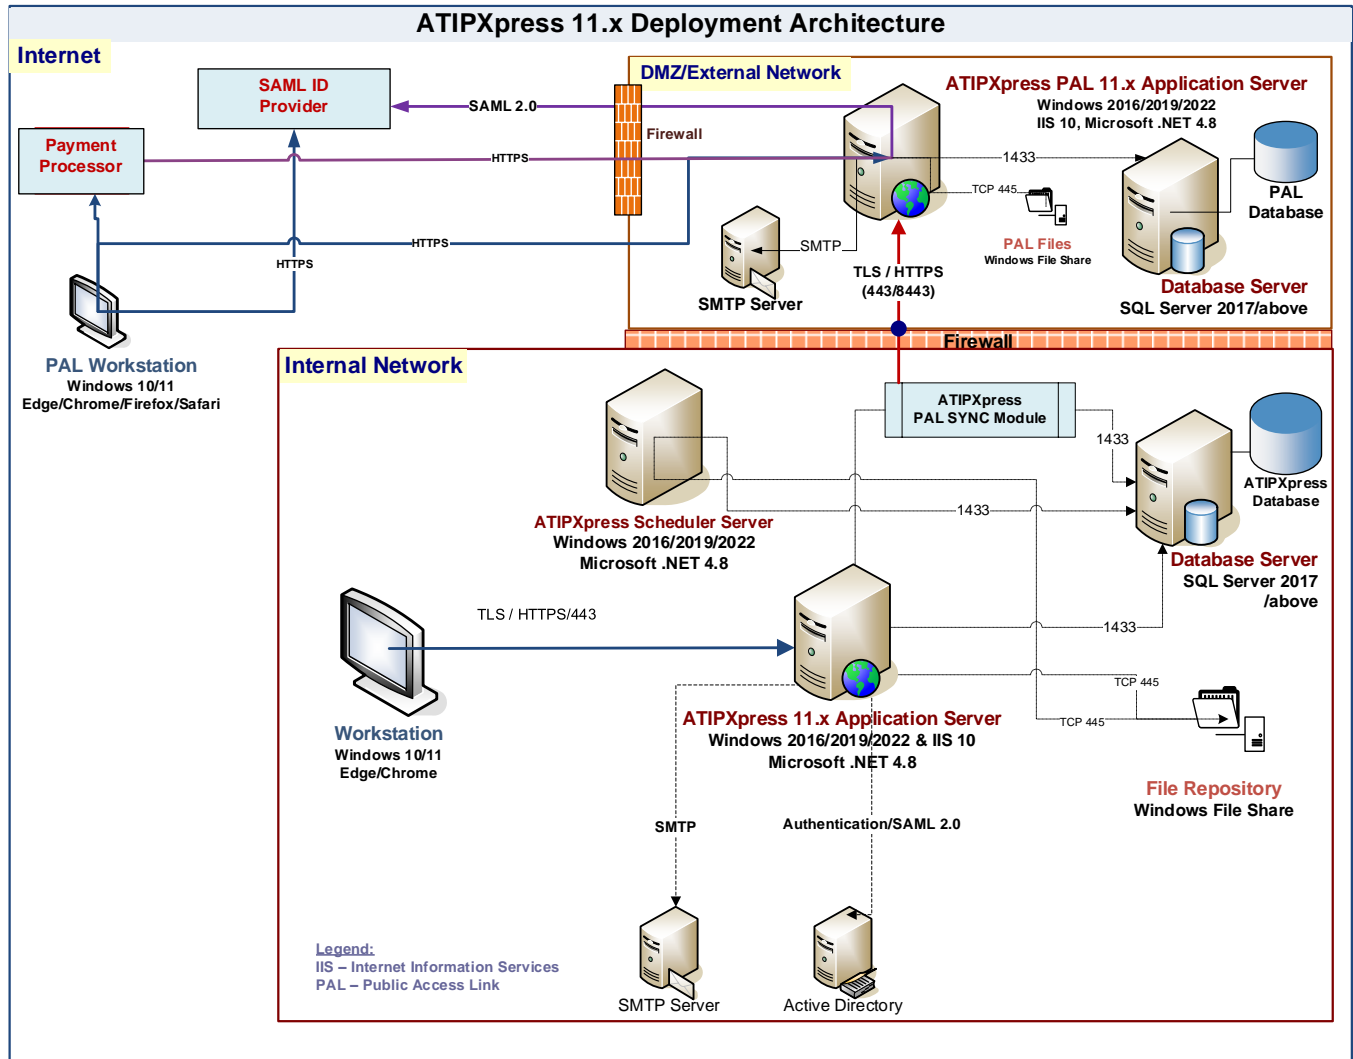 ATIPXpress 11.x Deployment Architecture
Internet
SAML ID
Provider
Payment
Processor
SAML 2.0
HTTPS
HTTPS
HTTPS
PAL Workstation
Windows 10/11
Edge/Chrome/Firefox/Safari
DMZ/External Network
Firewall
ATIPXpress PAL 11.x Application Server
Windows 2016/2019/2022
IIS 10, Microsoft .NET 4.8
1433
TCP 445
PAL
Database
PAL Files
Windows File Share
SMTP
SMTP Server
TLS / HTTPS
(443/8443)
Database Server
SQL Server 2017/above
Firewall
Internal Network
ATIPXpress
PAL SYNC Module
1433
ATIPXpress
Database
1433
ATIPXpress Scheduler Server
Windows 2016/2019/2022
Microsoft .NET 4.8
Database Server
SQL Server 2017
/above
TLS / HTTPS/443
1433
TCP 445
TCP 445
Workstation
Windows 10/11
Edge/Chrome
ATIPXpress 11.x Application Server
Windows 2016/2019/2022 & IIS 10
Microsoft .NET 4.8
File Repository
Windows File Share
SMTP
Authentication/SAML 2.0
Legend:
IIS – Internet Information Services
PAL – Public Access Link
SMTP Server
Active Directory